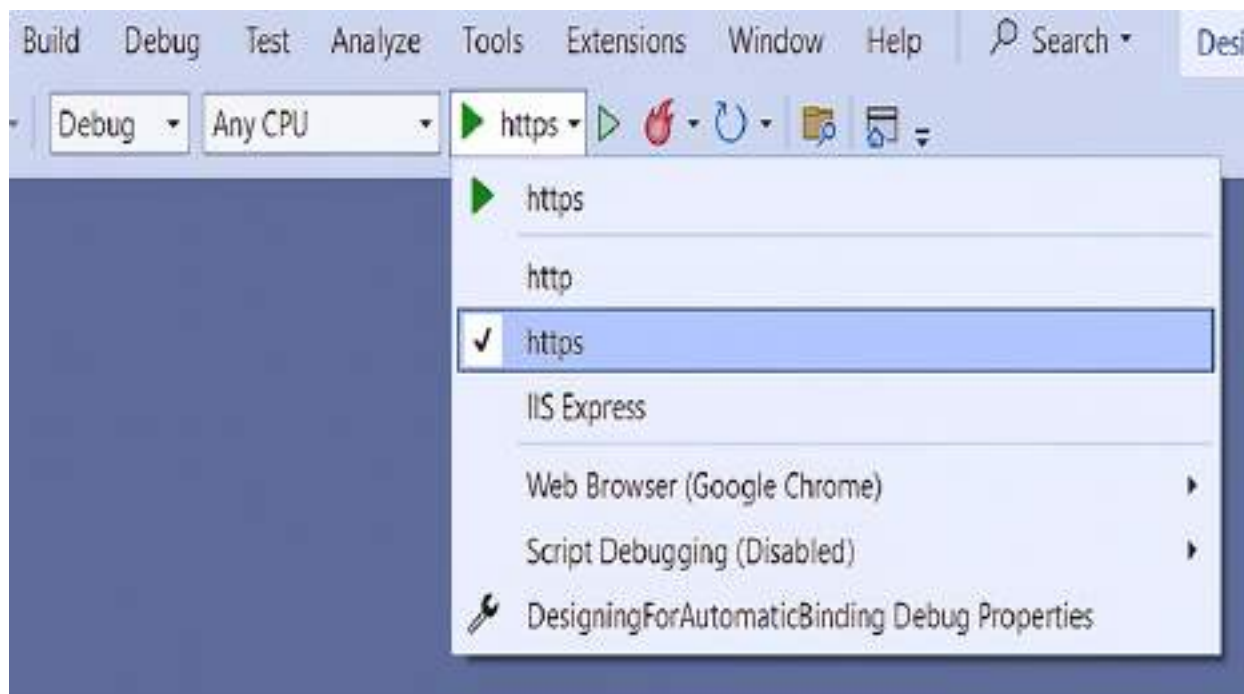 Build Debug Test Analyze Tools Extensions Window Help Search Desi
Debug Any CPU https
https
http
https
IIS Express
Web Browser (Google Chrome)
Script Debugging (Disabled)
DesigningForAutomaticBinding Debug Properties